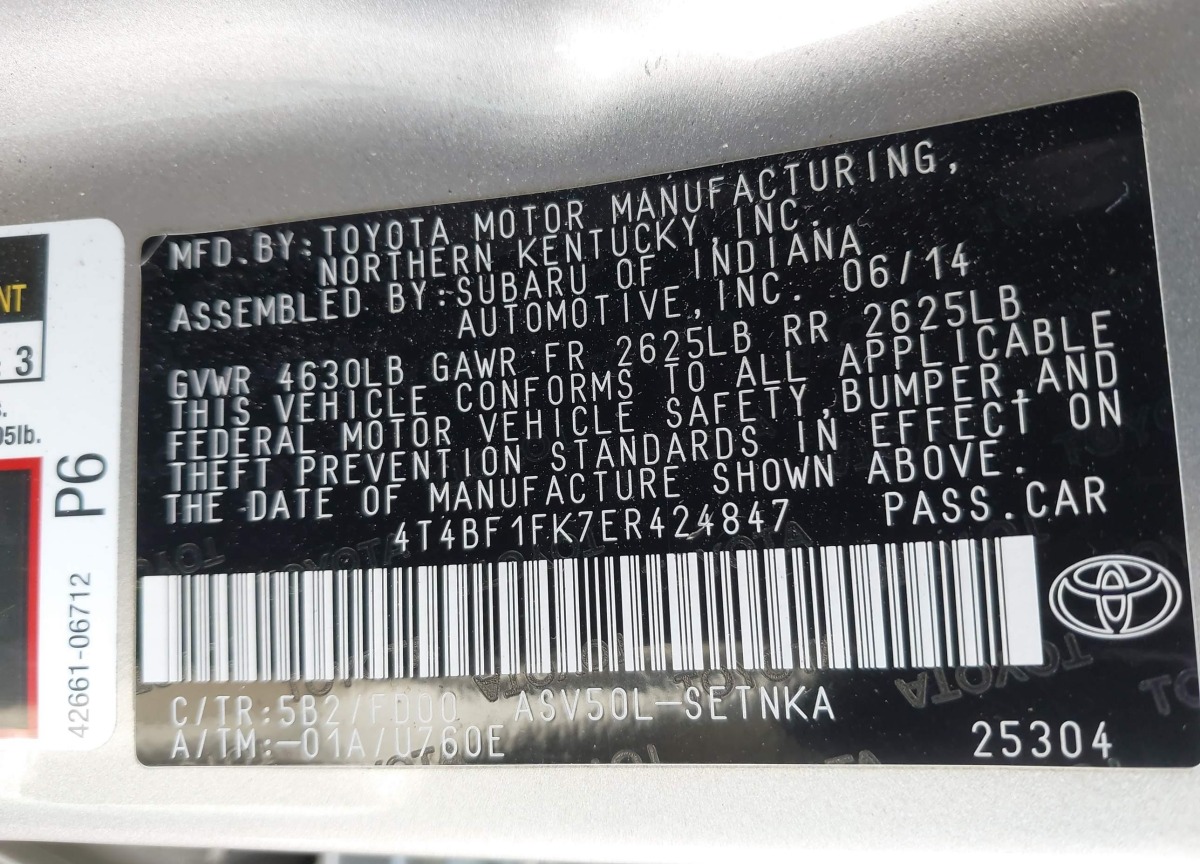 NT
: 3
95lb.
P6
42661-06712
MFD.BY:TOYOTA MOTOR MANUFACTURING,
NORTHERN KENTUCKY,INC.
ASSEMBLED BY:SUBARU OF INDIANA
AUTOMOTIVE,INC. 06/14
GVWR 4630LB GAWR FR 2625LB RR 2625LB
THIS VEHICLE CONFORMS TO ALL APPLICABLE
FEDERAL MOTOR VEHICLE SAFETY,BUMPER,AND
THEFT PREVENTION STANDARDS IN EFFECT ON
THE DATE OF MANUFACTURE SHOWN ABOVE.
4T4BF1FK7ER424847 PASS.CAR
C/TR:5B2/FD00 ASV50L-SETNKA
A/TM:-01A/U760E 25304